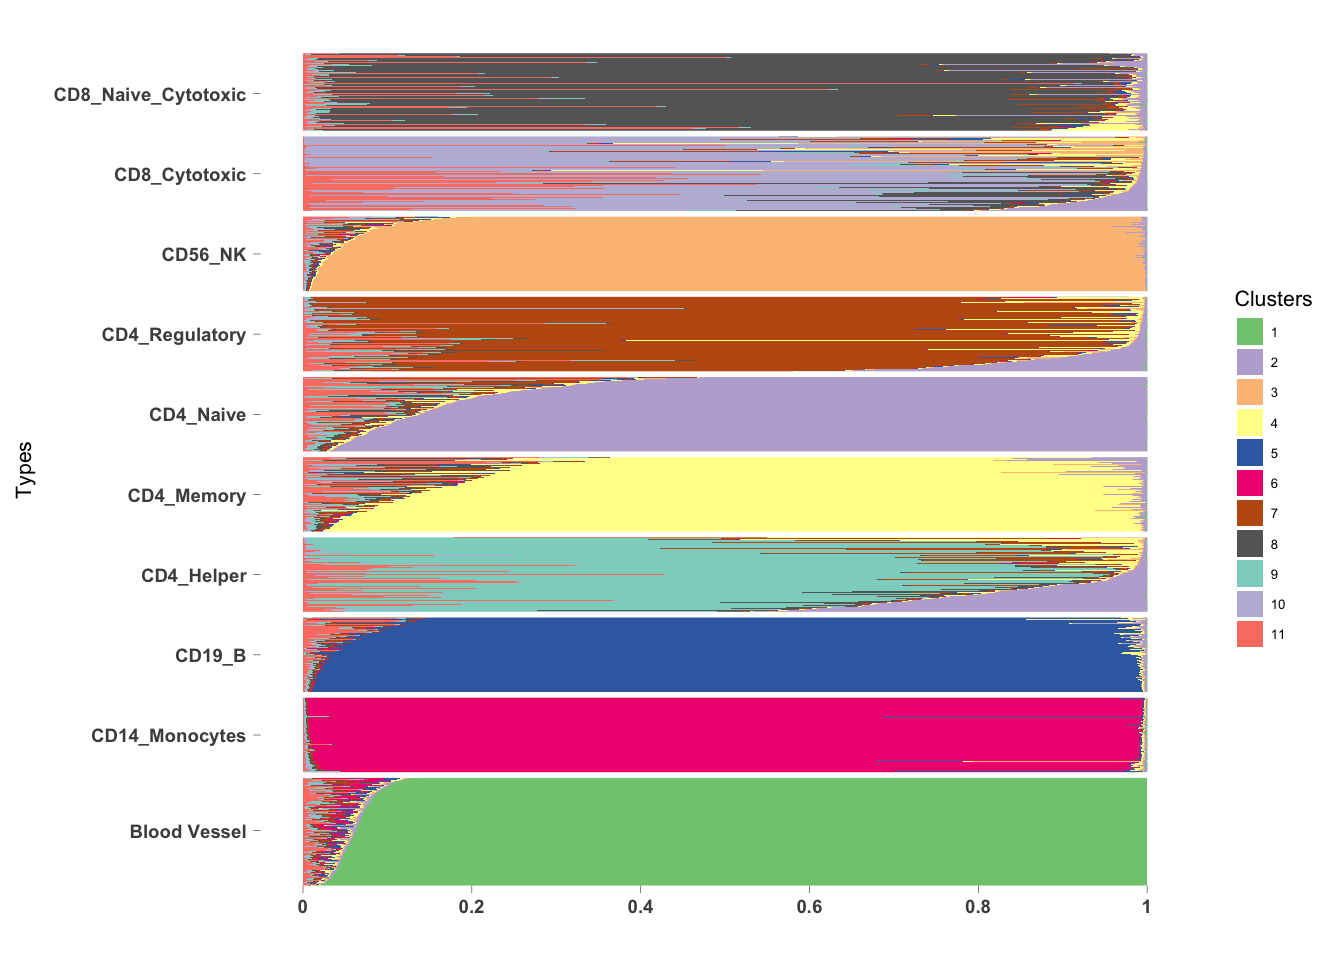 CD8_Naive_Cytotoxic
CD8_Cytotoxic
CD56_NK
CD4_Regulatory
CD4_Naive
CD4_Memory
CD4_Helper
CD19_B
CD14_Monocytes
Blood Vessel
Types
0 0.2 0.4 0.6 0.8 1
Clusters
1
2
3
4
5
6
7
8
9
10
11